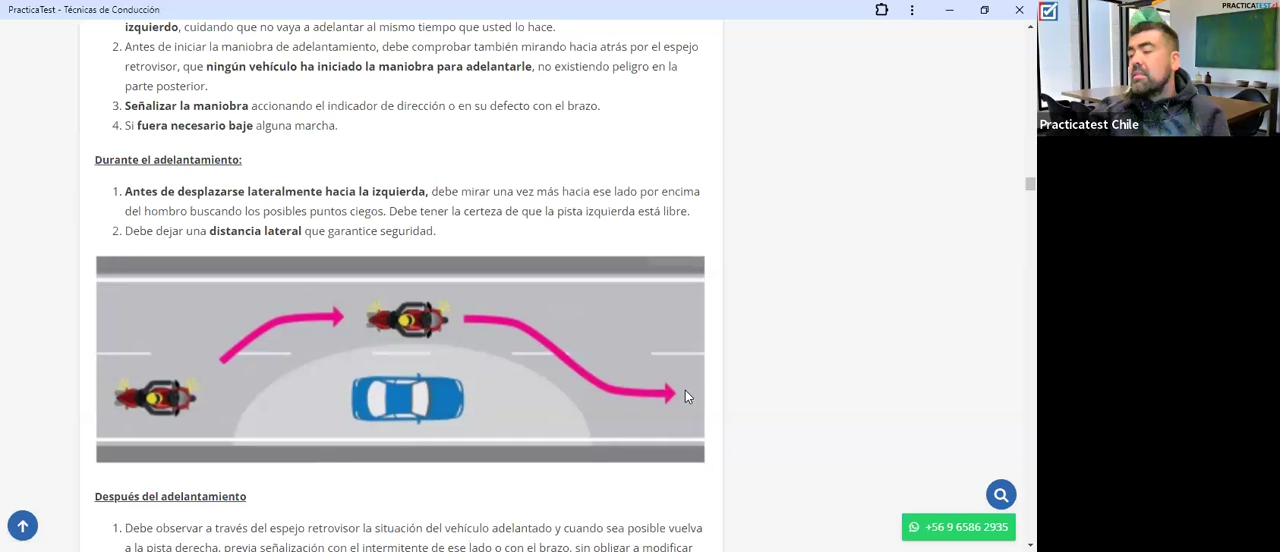 PracticaTest - Técnicas de Conducción
izquierdo, cuidando que no vaya a adelantar al mismo tiempo que usted lo hace.
2. Antes de iniciar la maniobra de adelantamiento, debe comprobar también mirando hacia atrás por el espejo
retrovisor, que ningún vehículo ha iniciado la maniobra para adelantarle, no existiendo peligro en la
parte posterior.
3. Señalizar la maniobra accionando el indicador de dirección o en su defecto con el brazo.
4. Si fuera necesario baje alguna marcha.
Durante el adelantamiento:
1. Antes de desplazarse lateralmente hacia la izquierda, debe mirar una vez más hacia ese lado por encima
del hombro buscando los posibles puntos ciegos. Debe tener la certeza de que la pista izquierda está libre.
2. Debe dejar una distancia lateral que garantice seguridad.
Después del adelantamiento
1. Debe observar a través del espejo retrovisor la situación del vehículo adelantado y cuando sea posible vuelva
a la pista derecha, previa señalización con el intermitente de ese lado o con el brazo, sin obligar a modificar
+56 9 6586 2935
PRACTICATEST
Practicatest Chile